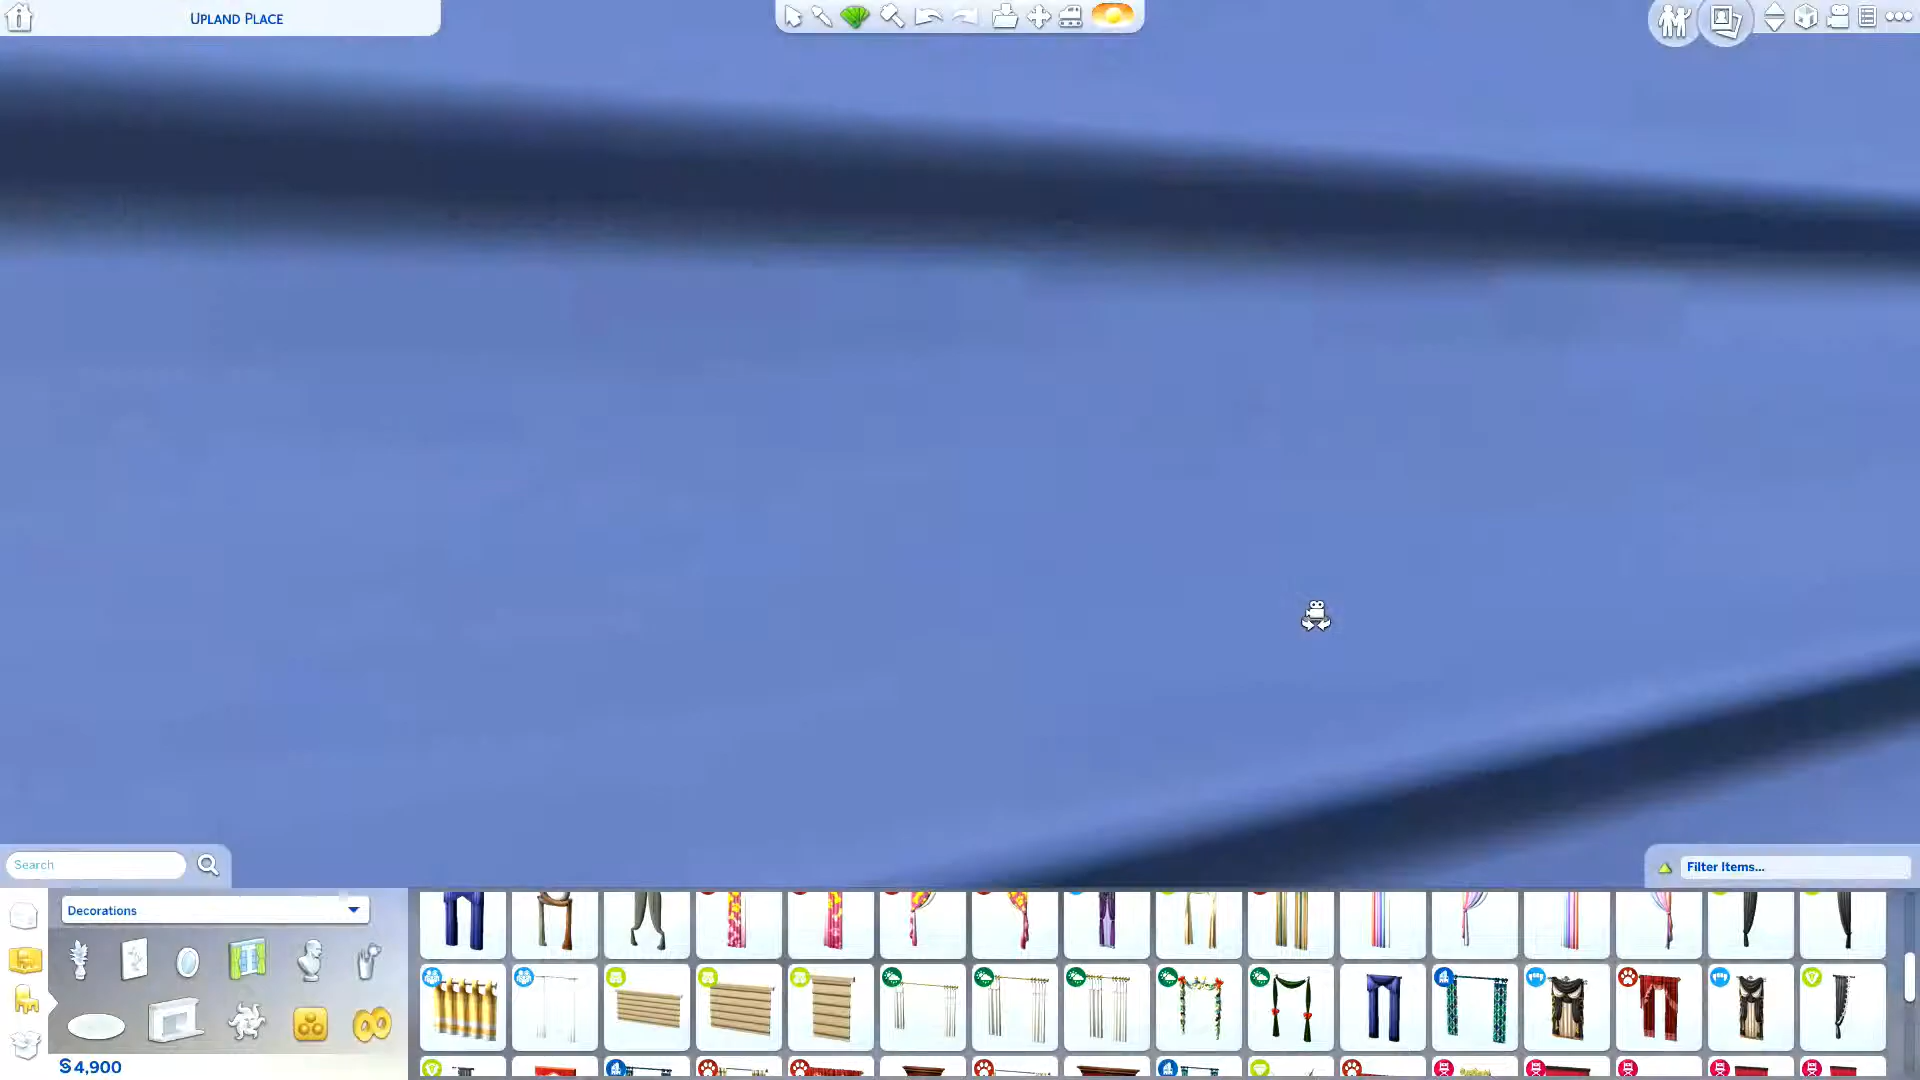 Upland Place
Search
Filter Items...
Decorations
§4,900